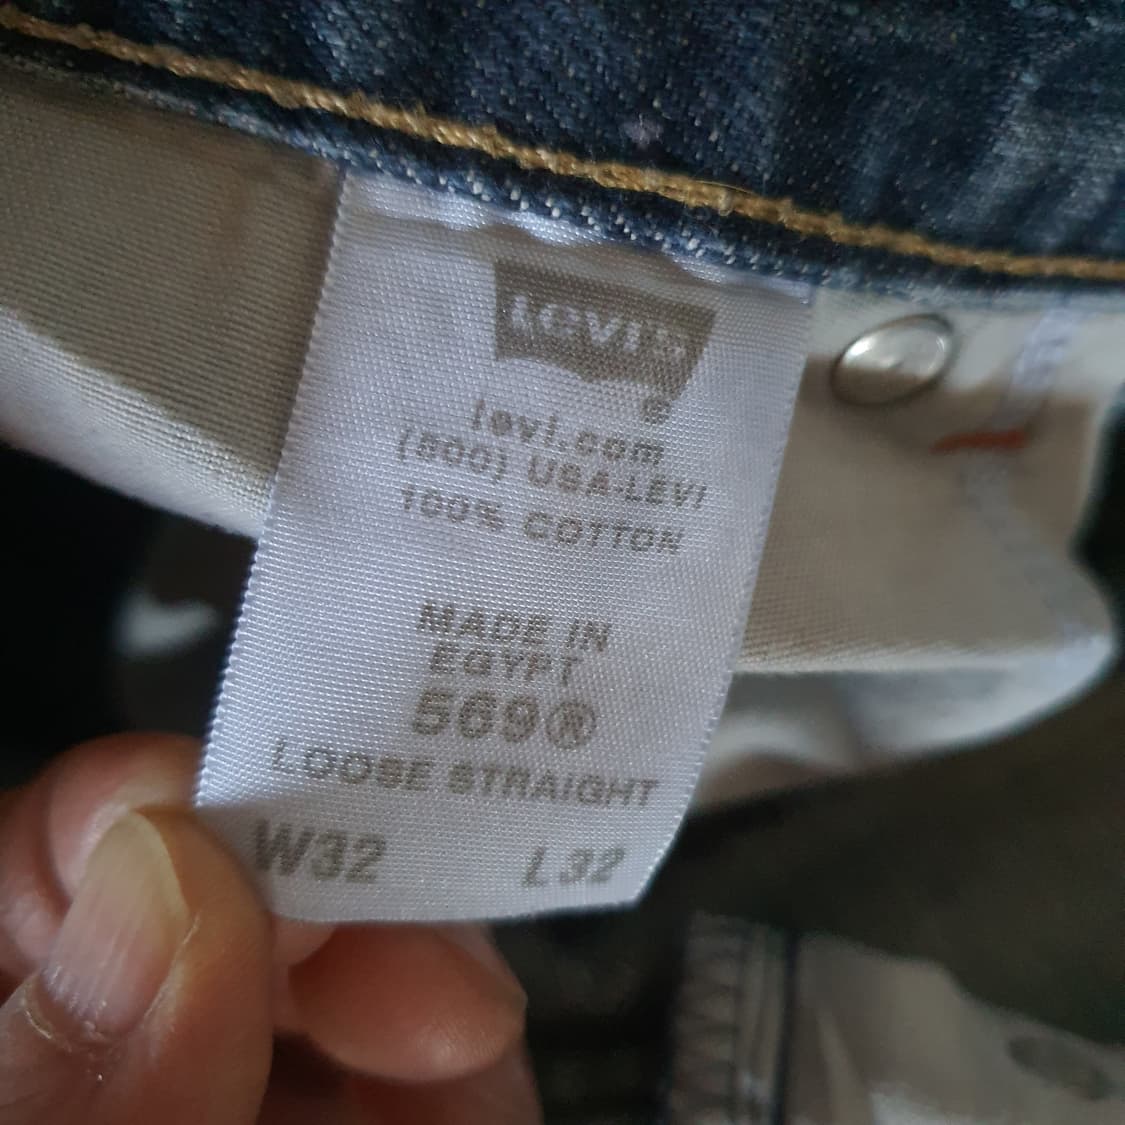 Levi's
®
levi.com
(800) USA-LEVI
100% COTTON
MADE IN
EGYPT
569®
LOOSE STRAIGHT
W32 L32